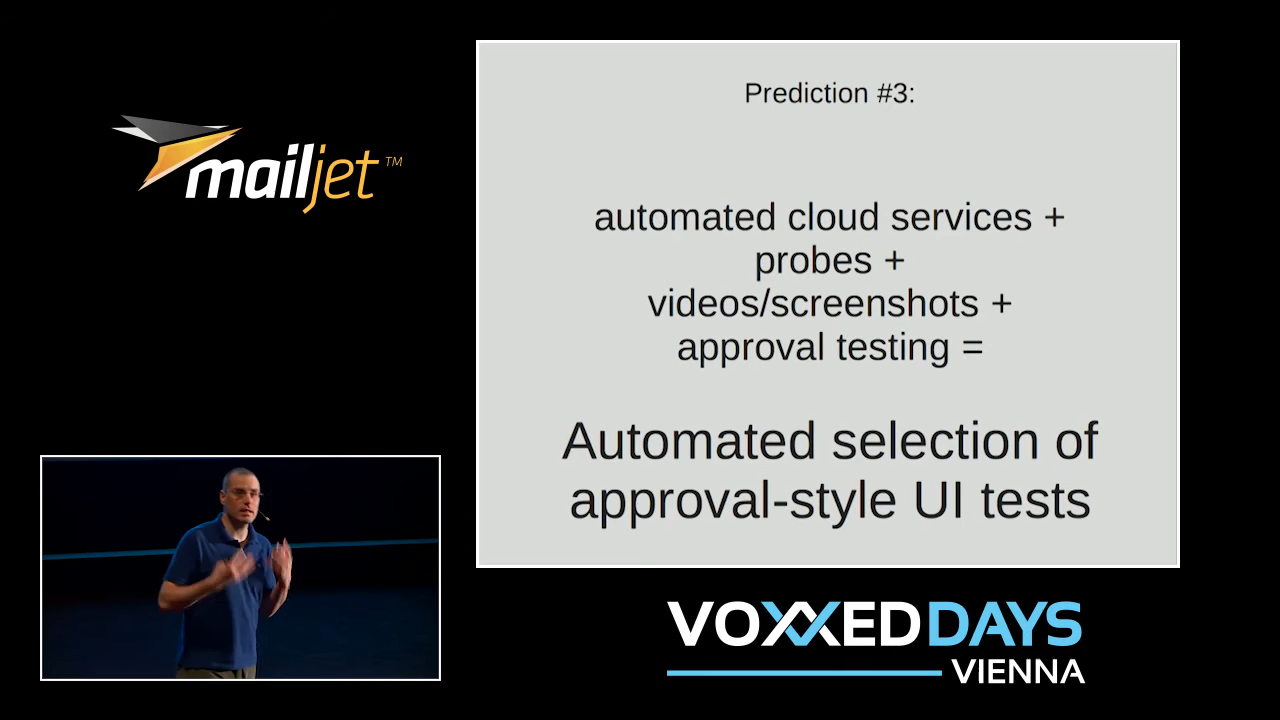 mailjet™
Prediction #3:
automated cloud services +
probes +
videos/screenshots +
approval testing =
Automated selection of
approval-style UI tests
VOXXED DAYS
VIENNA